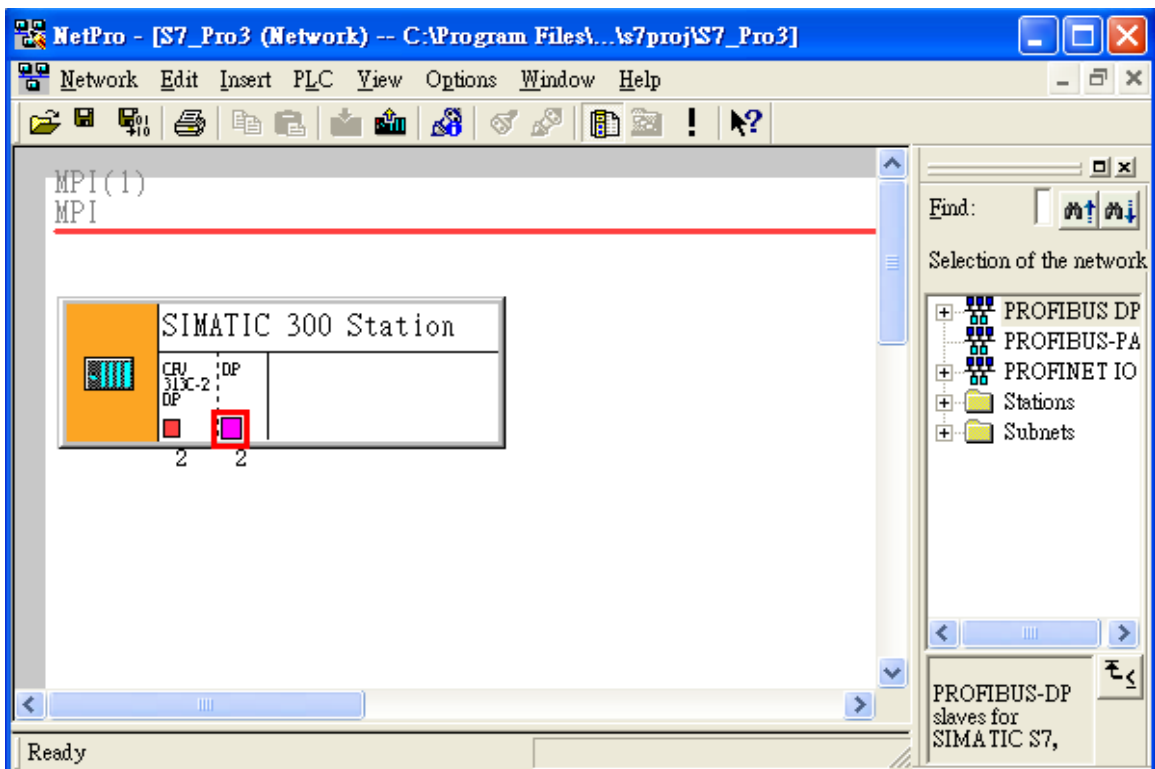 NetPro - [S7_Pro3 (Network) -- C:\Program Files\...\s7proj\S7_Pro3]
Network Edit Insert PLC View Options Window Help
MPI(1)
MPI
SIMATIC 300 Station
CPU
313C-2
DP
DP
2 2
Find:
Selection of the network
PROFIBUS DP
PROFIBUS-PA
PROFINET IO
Stations
Subnets
PROFIBUS-DP
slaves for
SIMATIC S7,
Ready